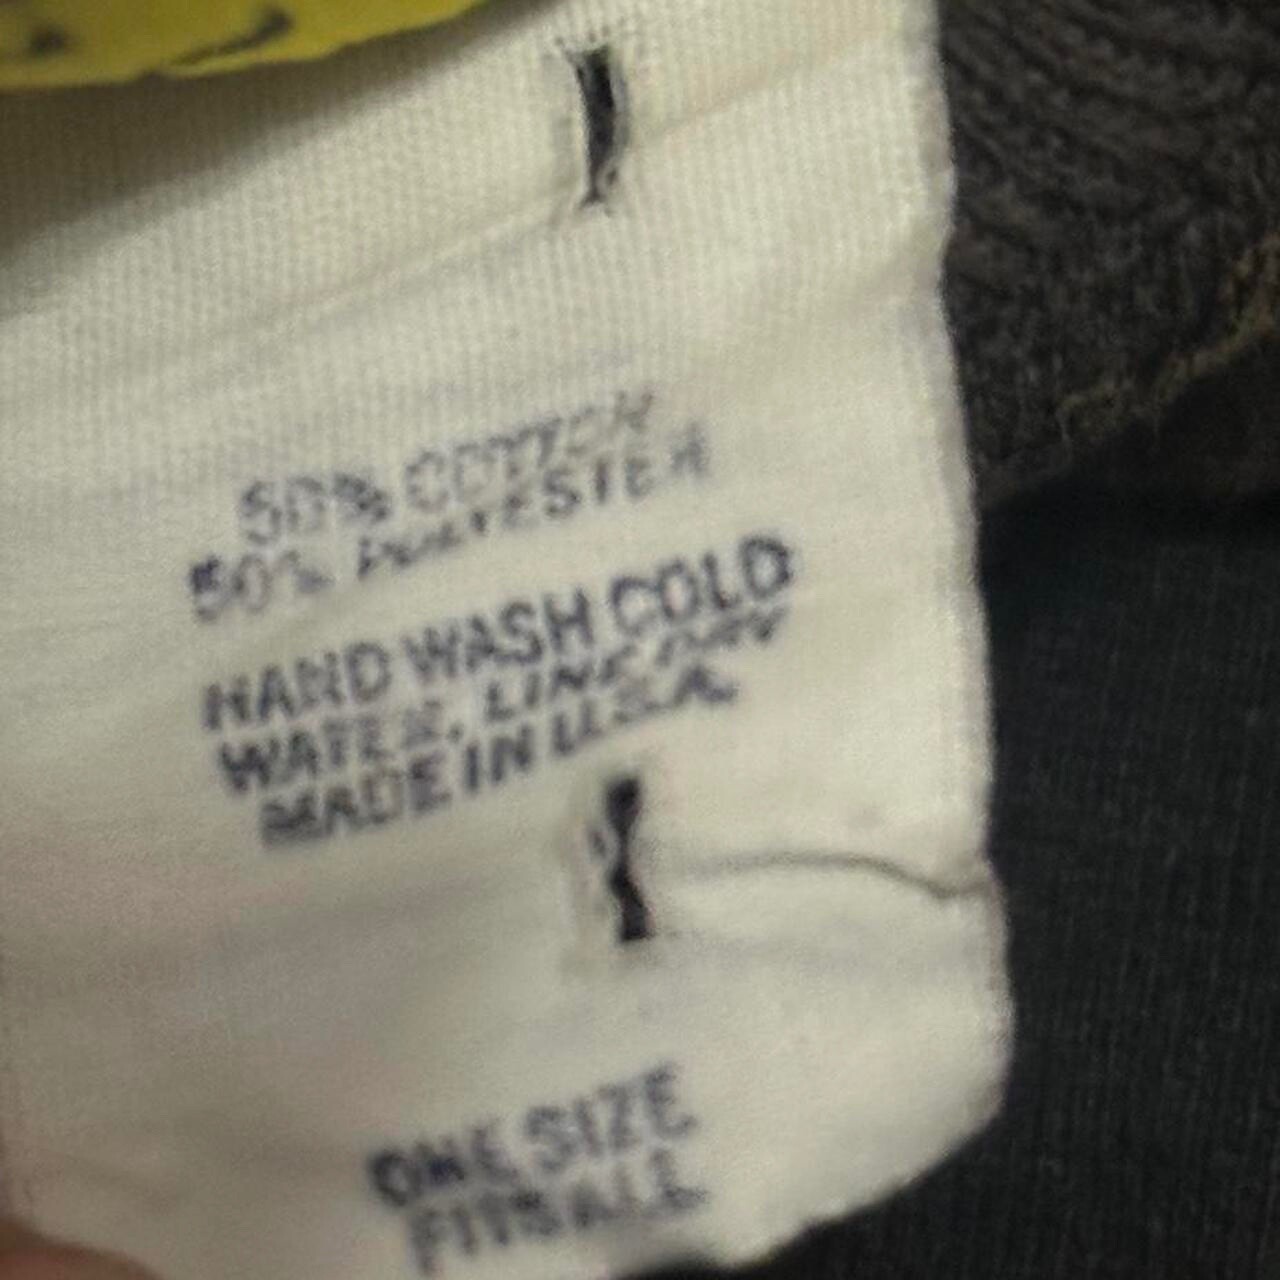 50% COTTON
50% POLYESTER
HAND WASH COLD
WATER, LINE DRY
MADE IN U.S.A.
ONE SIZE
FITS ALL